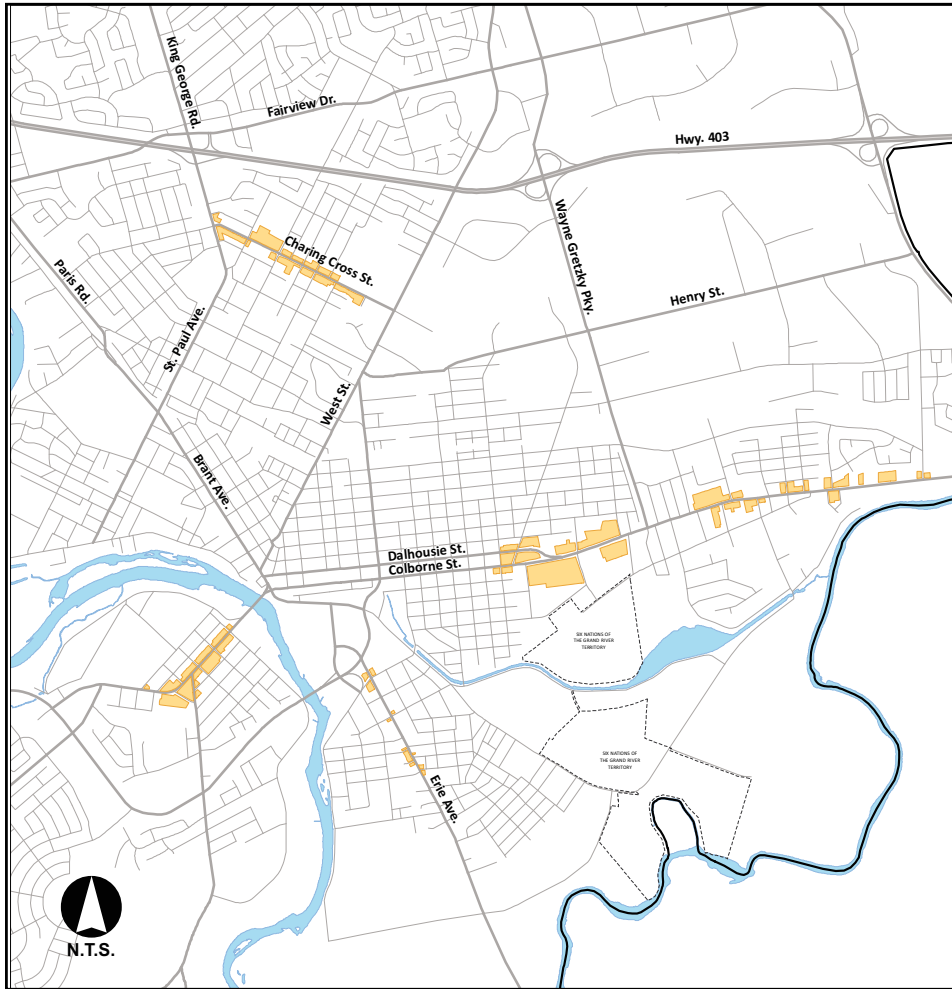 King George Rd.
Fairview Dr.
Hwy. 403
Wayne Gretzky Pky.
Charing Cross St.
Paris Rd.
Henry St.
St. Paul Ave.
West St.
Brant Ave.
Dalhousie St.
Colborne St.
SIX NATIONS OF
THE GRAND RIVER
TERRITORY
SIX NATIONS OF
THE GRAND RIVER
TERRITORY
Erie Ave.
N.T.S.